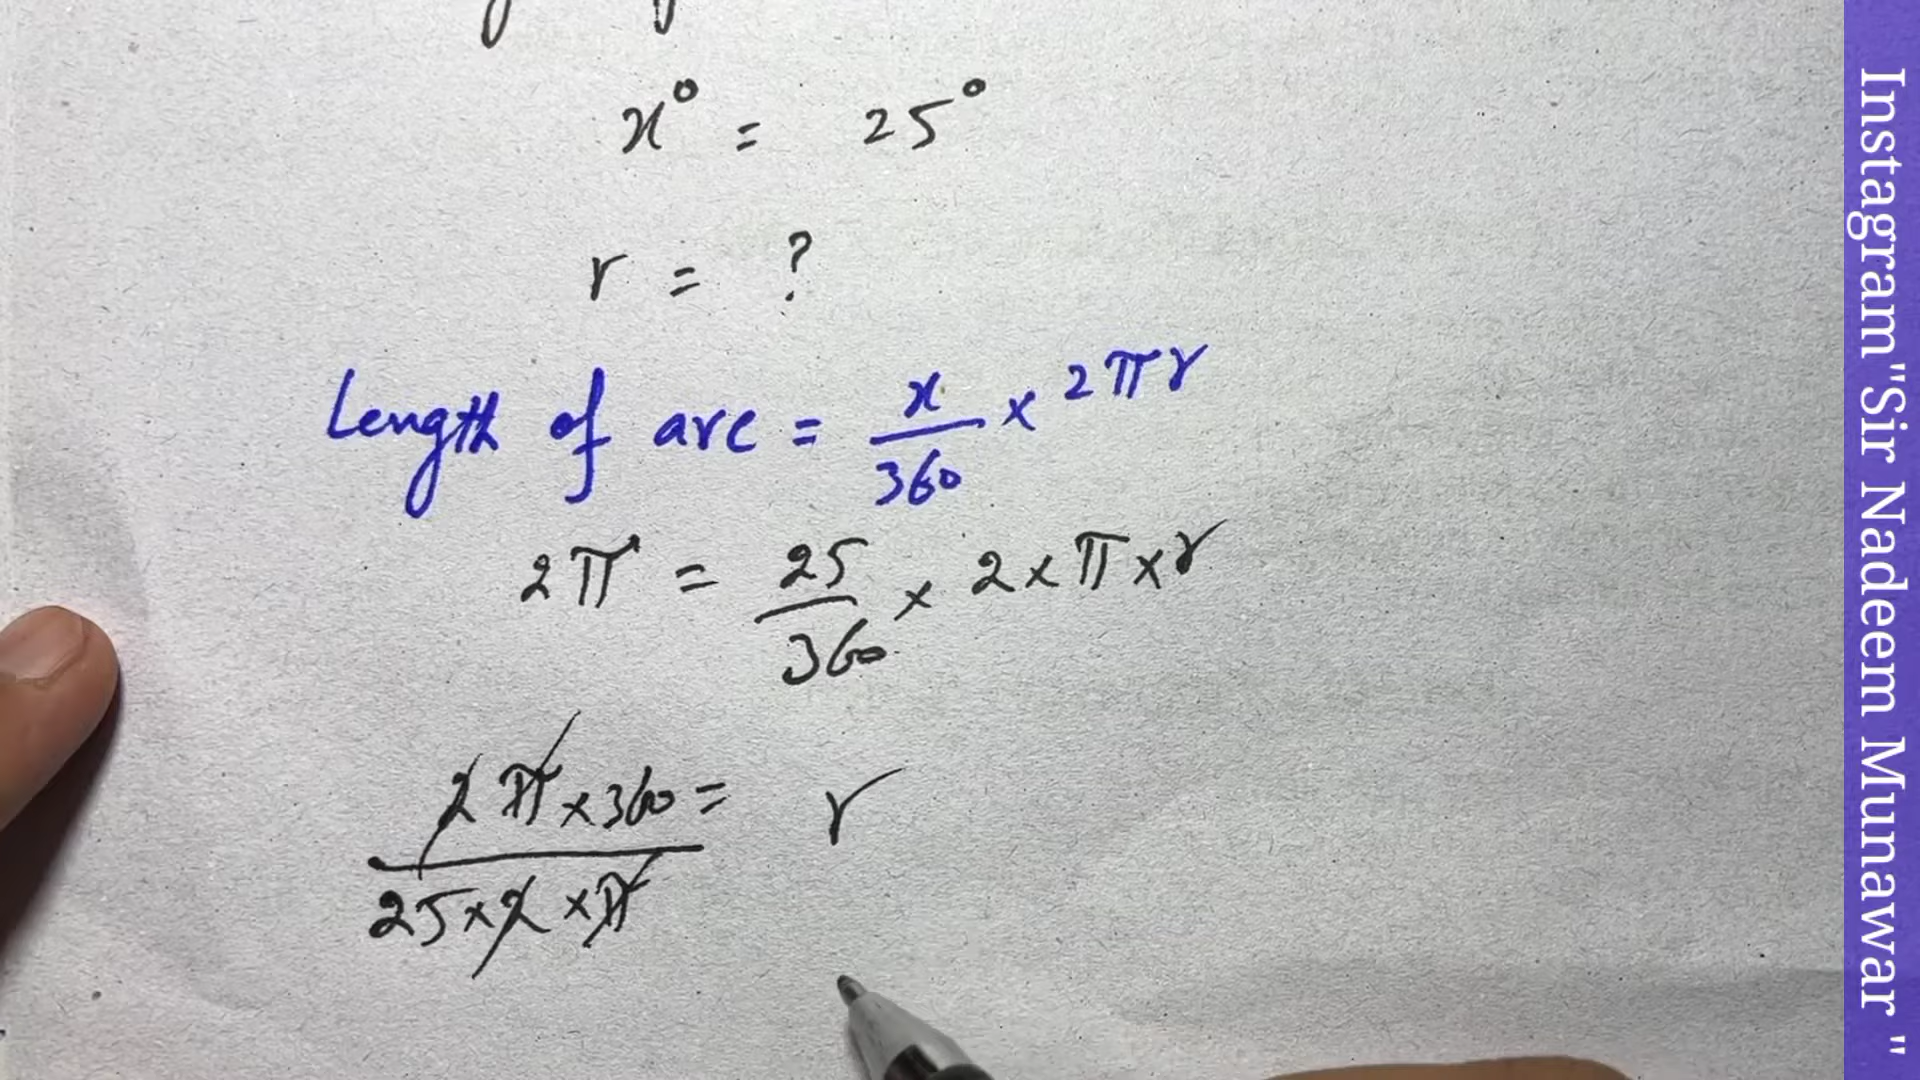 x° = 25°
r = ?
Length of arc = x/360 × 2πr
2π = 25/360 × 2×π×r
2π×360/25×2×π = r
Instagram"Sir Nadeem Munawar"